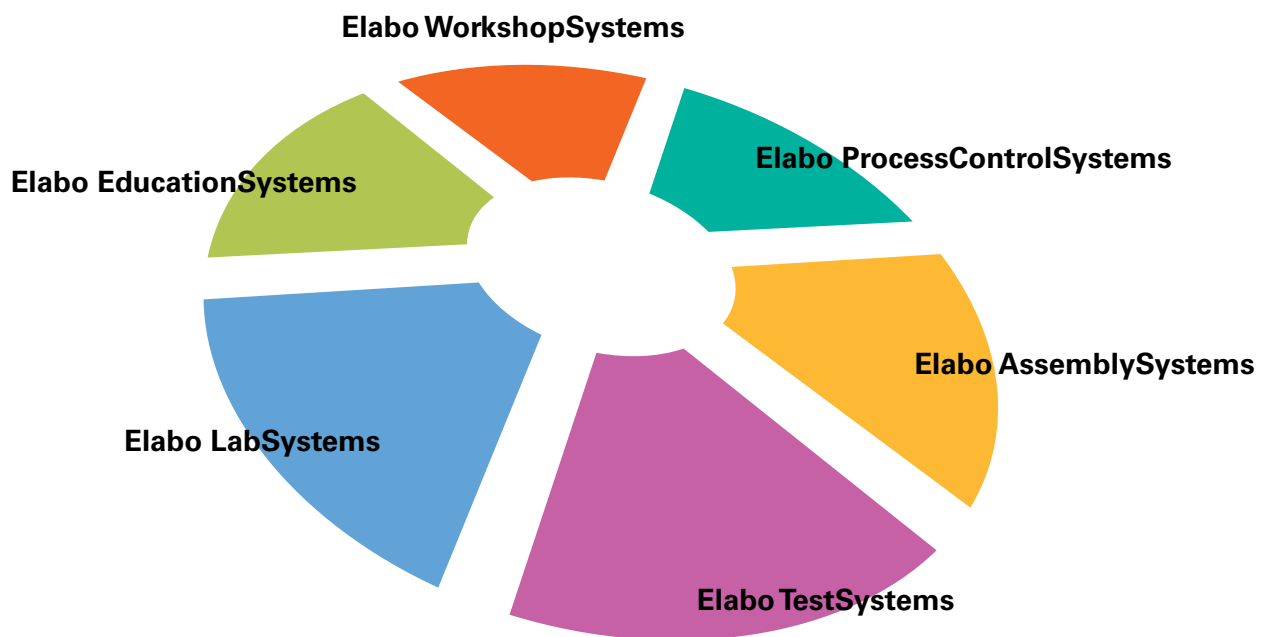 Elabo WorkshopSystems
Elabo ProcessControlSystems
Elabo EducationSystems
Elabo AssemblySystems
Elabo LabSystems
Elabo TestSystems